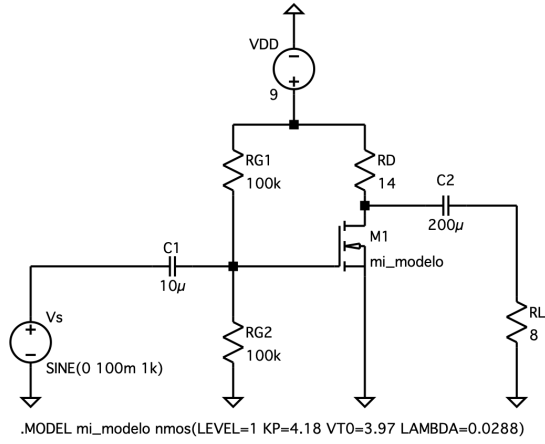 VDD
−
+
9
RG1
100k
RD
14
C2
200µ
M1
mi_modelo
C1
10µ
Vs
+
−
SINE(0 100m 1k)
RG2
100k
RL
8
.MODEL mi_modelo nmos(LEVEL=1 KP=4.18 VT0=3.97 LAMBDA=0.0288)